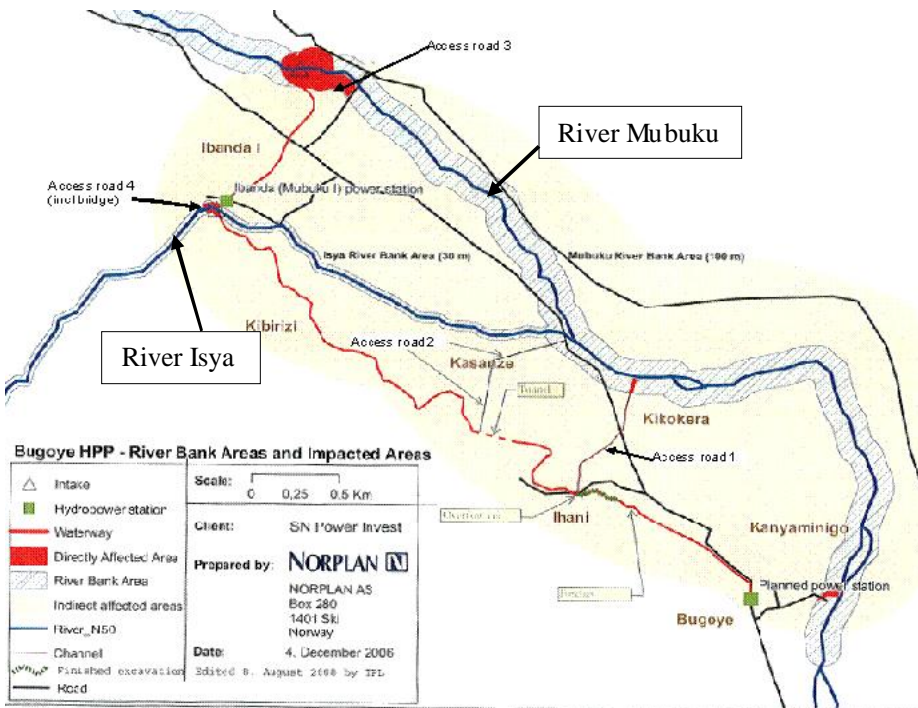 Access road 3
River Mubuku
Ibanda I
Access road 4
(incl bridge)
Ibanda (Mubuku I) power station
Isya River Bank Area (30 m)
Mubuku River Bank Area (100 m)
River Isya
Kibirizi
Access road2
Kasanze
Tunnel
Kikokera
Access road1
Ihani
Kanyaminigo
Planned power station
Bugoye
Bugoye HPP - River Bank Areas and Impacted Areas
Intake
Hydropower station
Waterway
Directly Affected Area
River Bank Area
Indirect affected areas
River_N50
Channel
Finished excavation
Road
Scale:
0 0,25 0.5 Km
Client: SN Power Invest
Prepared by: NORPLAN N
NORPLAN AS
Box 280
1401 Ski
Norway
Date: 4. December 2006
Edited 8. August 2008 by TFL